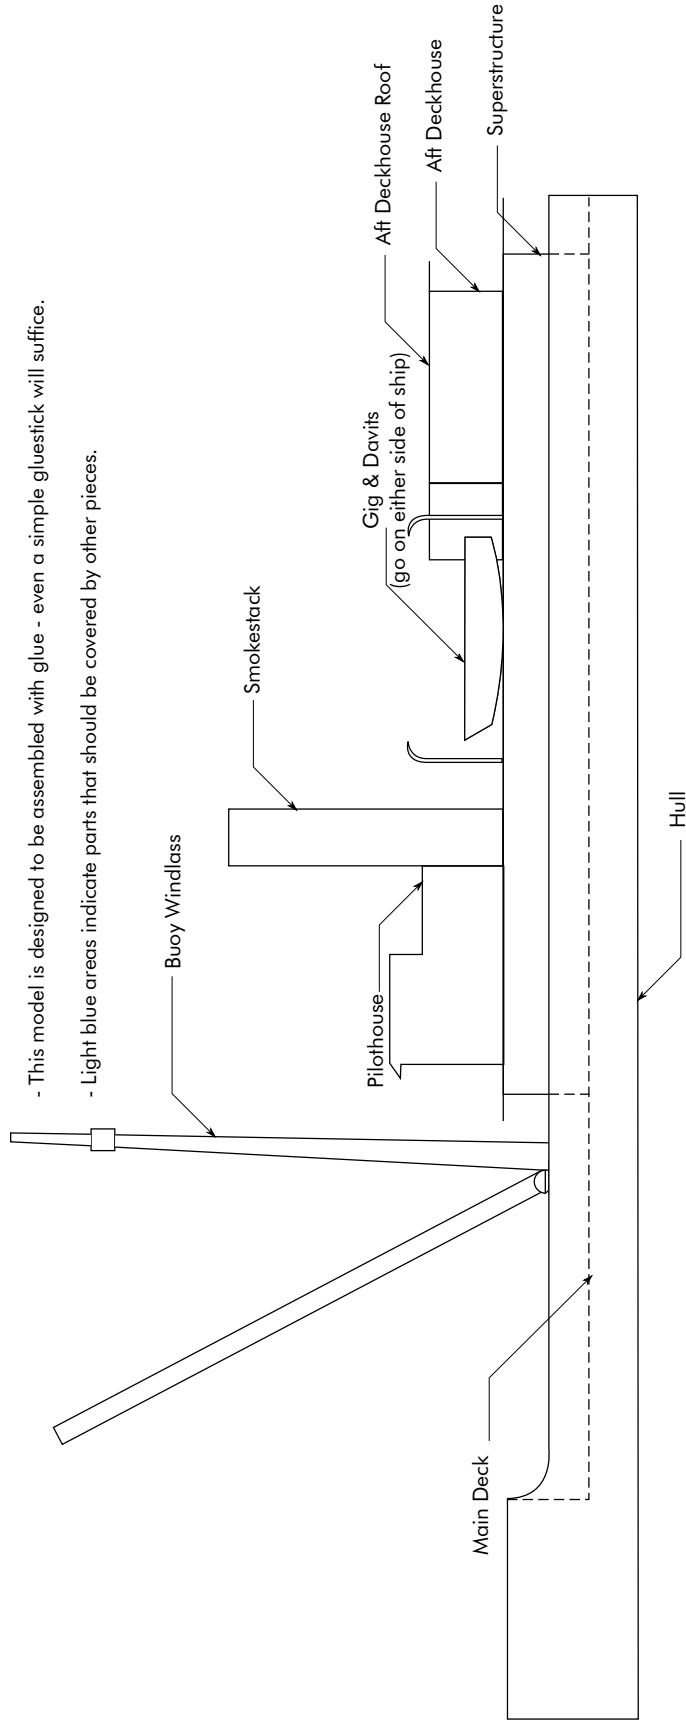 - This model is designed to be assembled with glue - even a simple gluestick will suffice.
- Light blue areas indicate parts that should be covered by other pieces.
Buoy Windlass
Smokestack
Pilothouse
Gig & Davits
(go on either side of ship)
Aft Deckhouse Roof
Aft Deckhouse
Superstructure
Main Deck
Hull